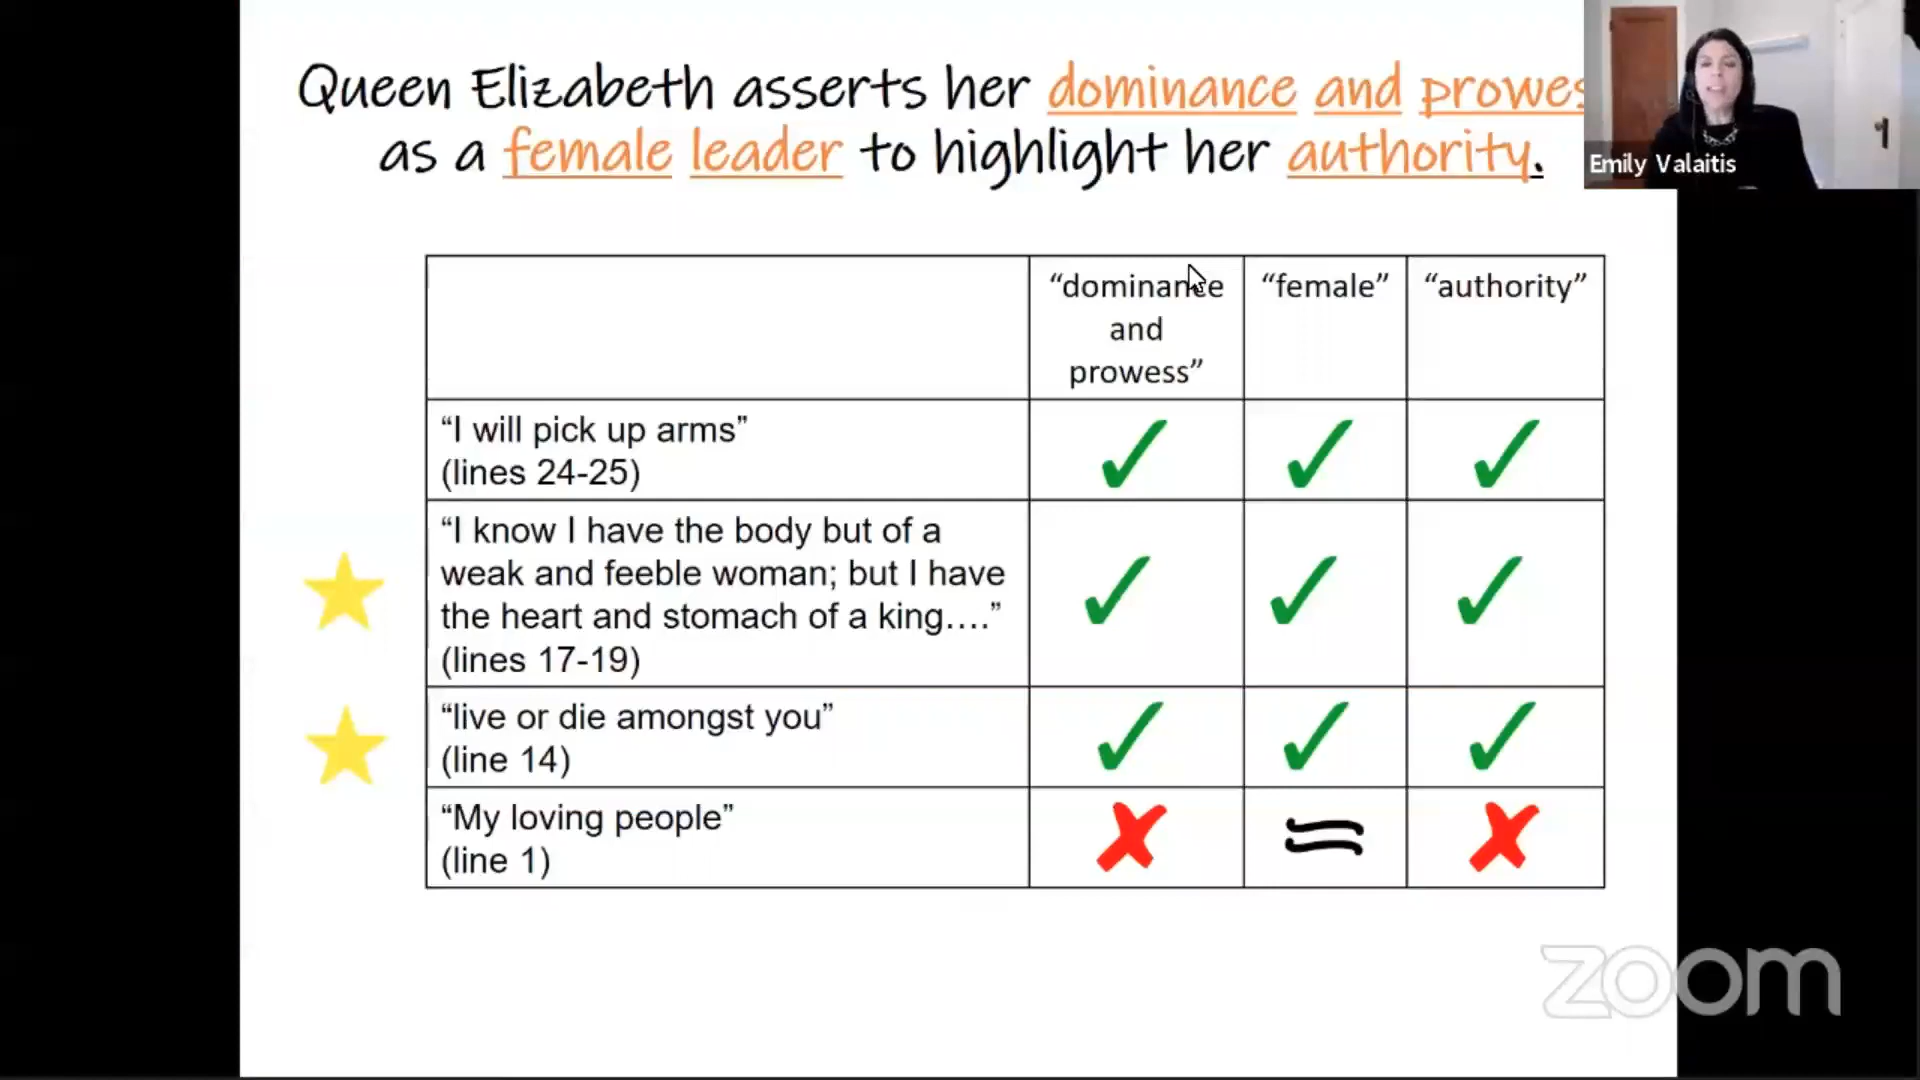 Queen Elizabeth asserts her dominance and prowes
as a female leader to highlight her authority.
Emily Valaitis
“dominance and prowess” “female” “authority”
“I will pick up arms”
(lines 24-25)
“I know I have the body but of a
weak and feeble woman; but I have
the heart and stomach of a king….”
(lines 17-19)
“live or die amongst you”
(line 14)
“My loving people”
(line 1)
zoom